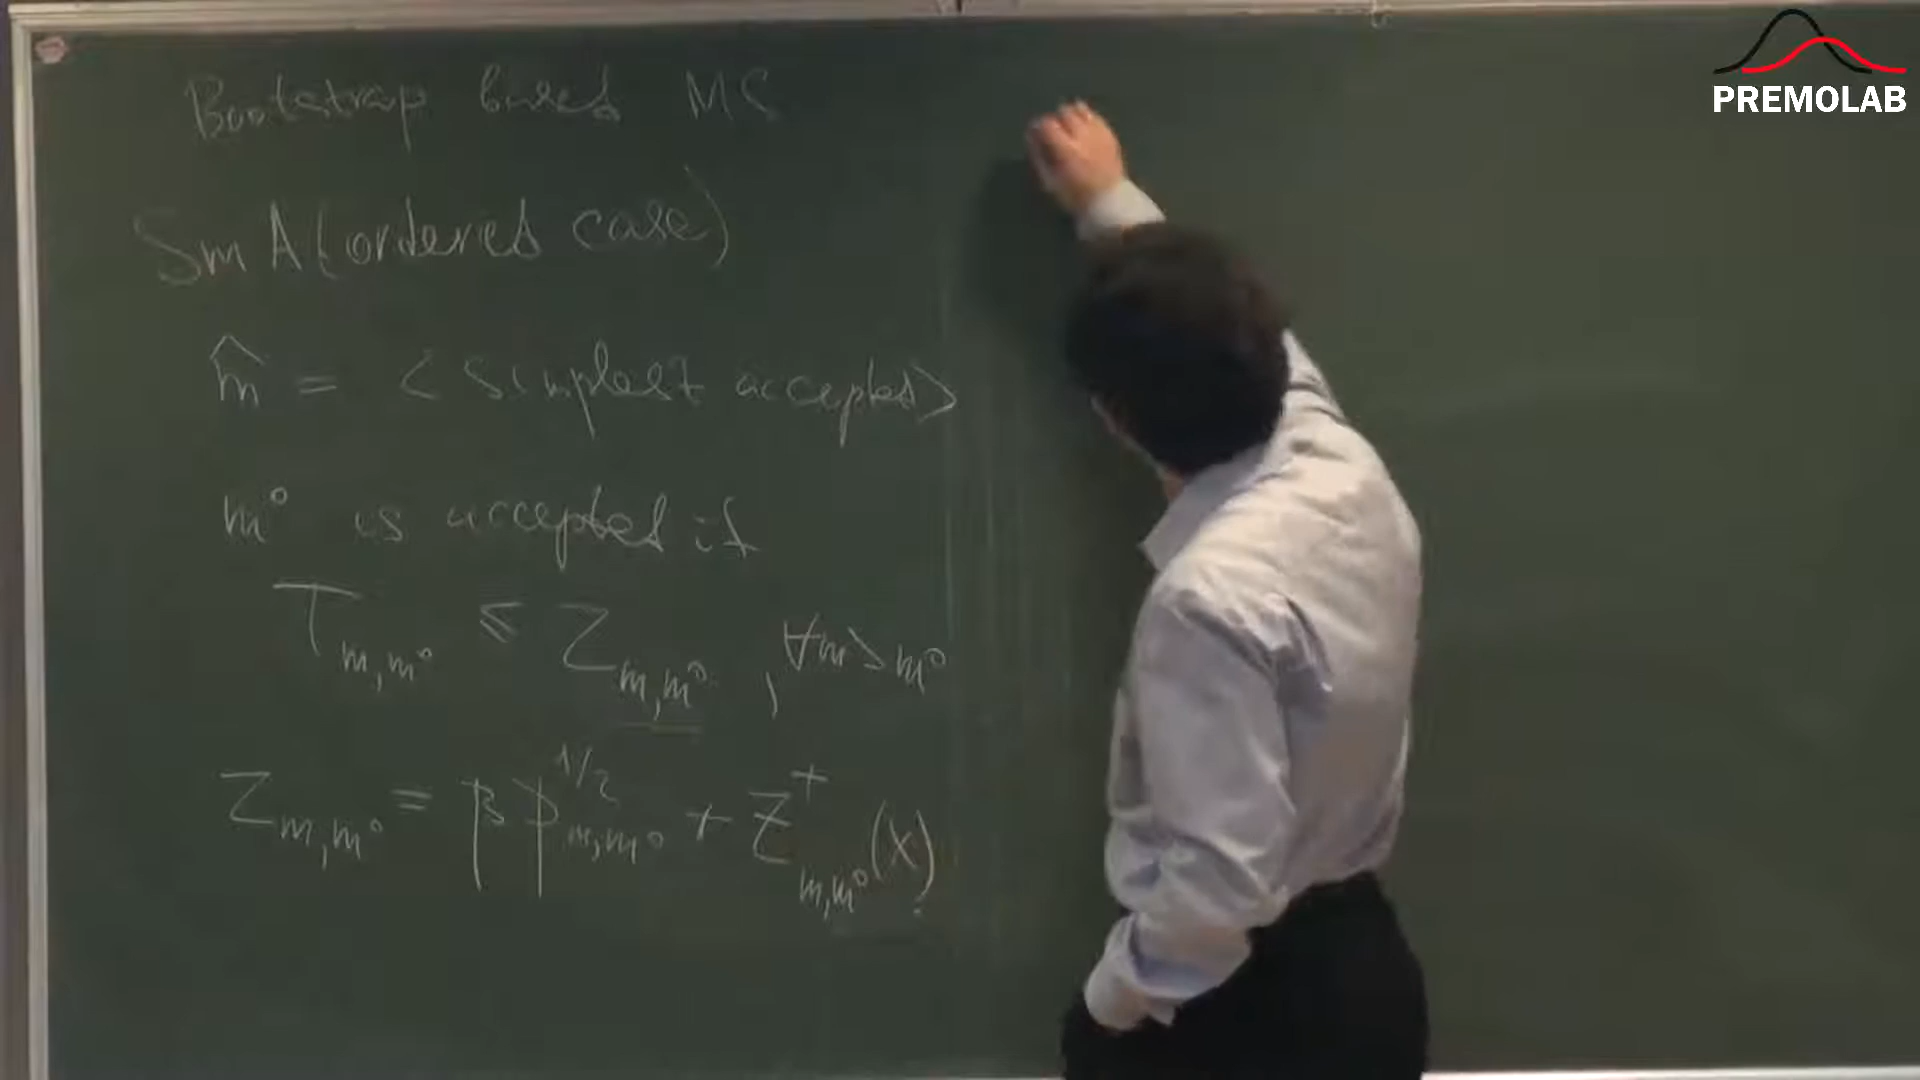 Bootstrap based MS
SmA (ordered case)
m̂ = <simplest accepted>
m° is accepted if
T_{m,m°} ≤ Z_{m,m°}, ∀m>m°
Z_{m,m°} = β p^{1/2}_{m,m°} + Z^{+}_{m,m°}(x)
PREMOLAB